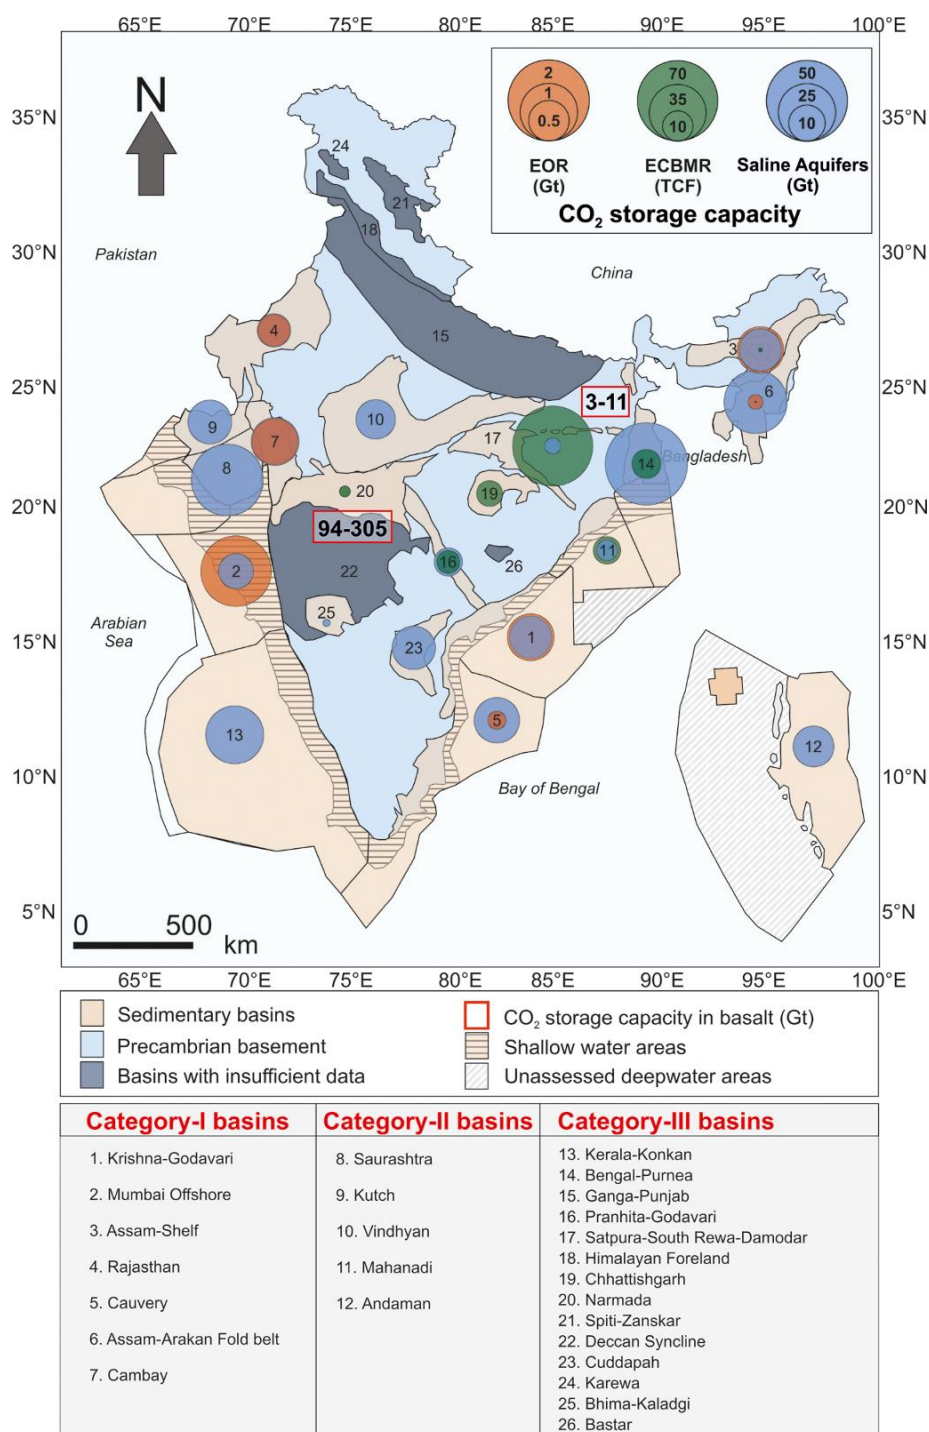 65°E 70°E 75°E 80°E 85°E 90°E 95°E 100°E
N
2
1
0.5
70
35
10
50
25
10
EOR
(Gt)
ECBMR
(TCF)
Saline Aquifers
(Gt)
CO₂ storage capacity
35°N
35°N
24
21
18
30°N
30°N
Pakistan
China
15
4
3
25°N
25°N
3-11
6
9
10
7
17
Bangladesh
8
14
20
19
20°N
20°N
94-305
11
16
2
22
26
25
Arabian
Sea
1
15°N
15°N
23
5
13
12
10°N
10°N
Bay of Bengal
5°N
5°N
0 500
km
65°E 70°E 75°E 80°E 85°E 90°E 95°E 100°E
Sedimentary basins
Precambrian basement
Basins with insufficient data
CO₂ storage capacity in basalt (Gt)
Shallow water areas
Unassessed deepwater areas
Category-I basins
1. Krishna-Godavari
2. Mumbai Offshore
3. Assam-Shelf
4. Rajasthan
5. Cauvery
6. Assam-Arakan Fold belt
7. Cambay
Category-II basins
8. Saurashtra
9. Kutch
10. Vindhyan
11. Mahanadi
12. Andaman
Category-III basins
13. Kerala-Konkan
14. Bengal-Purnea
15. Ganga-Punjab
16. Pranhita-Godavari
17. Satpura-South Rewa-Damodar
18. Himalayan Foreland
19. Chhattishgarh
20. Narmada
21. Spiti-Zanskar
22. Deccan Syncline
23. Cuddapah
24. Karewa
25. Bhima-Kaladgi
26. Bastar